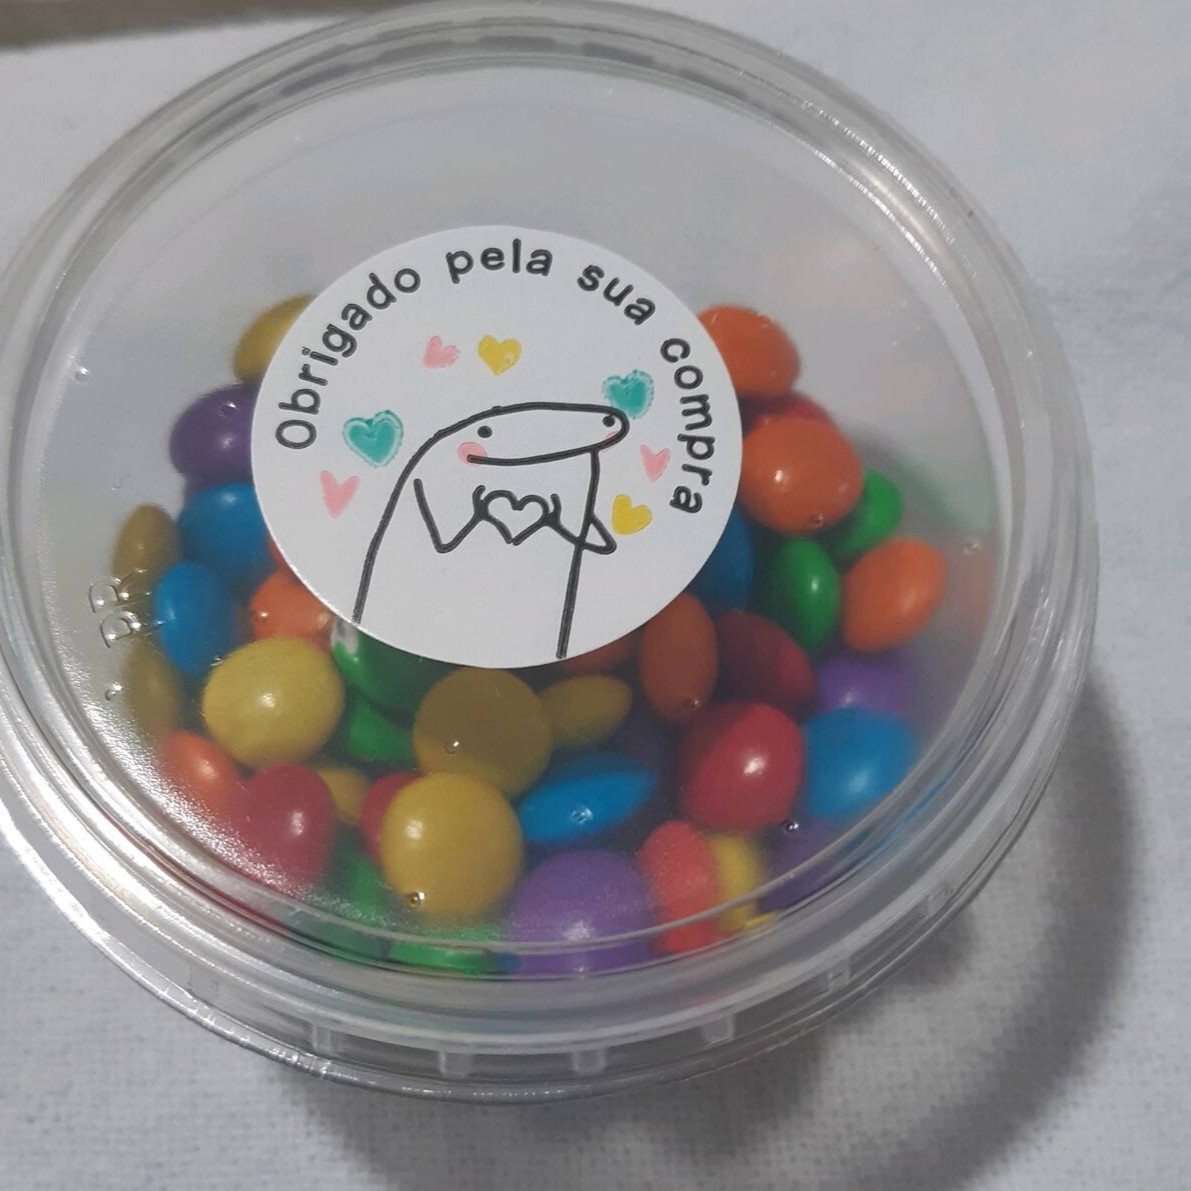 Obrigado pela sua compra